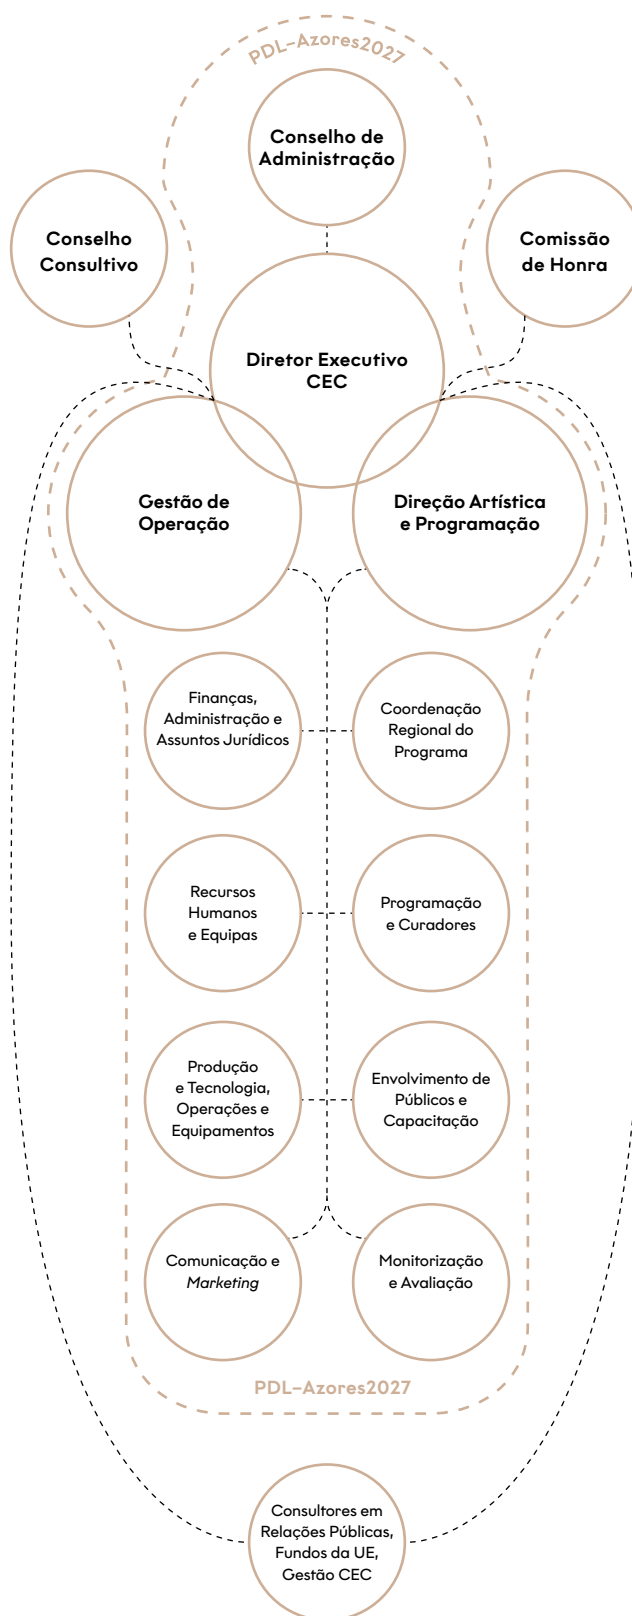 PDL–Azores2027
Conselho de
Administração
Conselho
Consultivo
Comissão
de Honra
Diretor Executivo
CEC
Gestão de
Operação
Direção Artística
e Programação
Finanças,
Administração e
Assuntos Jurídicos
Coordenação
Regional do
Programa
Recursos
Humanos
e Equipas
Programação
e Curadores
Produção
e Tecnologia,
Operações e
Equipamentos
Envolvimento de
Públicos e
Capacitação
Comunicação e
Marketing
Monitorização
e Avaliação
PDL–Azores2027
Consultores em
Relações Públicas,
Fundos da UE,
Gestão CEC